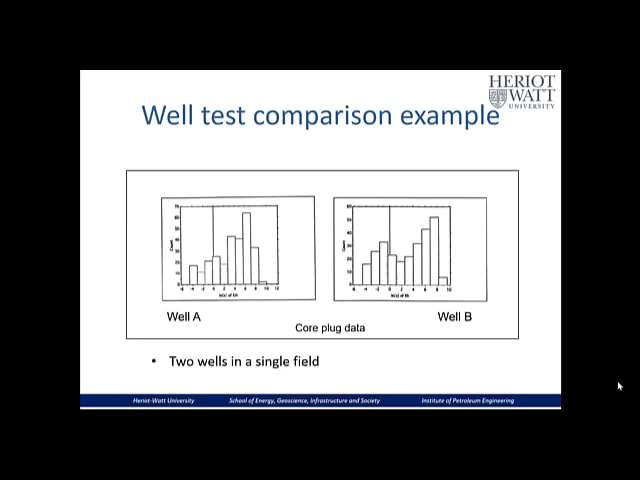 HERIOT
WATT
UNIVERSITY
Well test comparison example
Well A
Well B
Core plug data
• Two wells in a single field
Heriot-Watt University
School of Energy, Geoscience, Infrastructure and Society
Institute of Petroleum Engineering